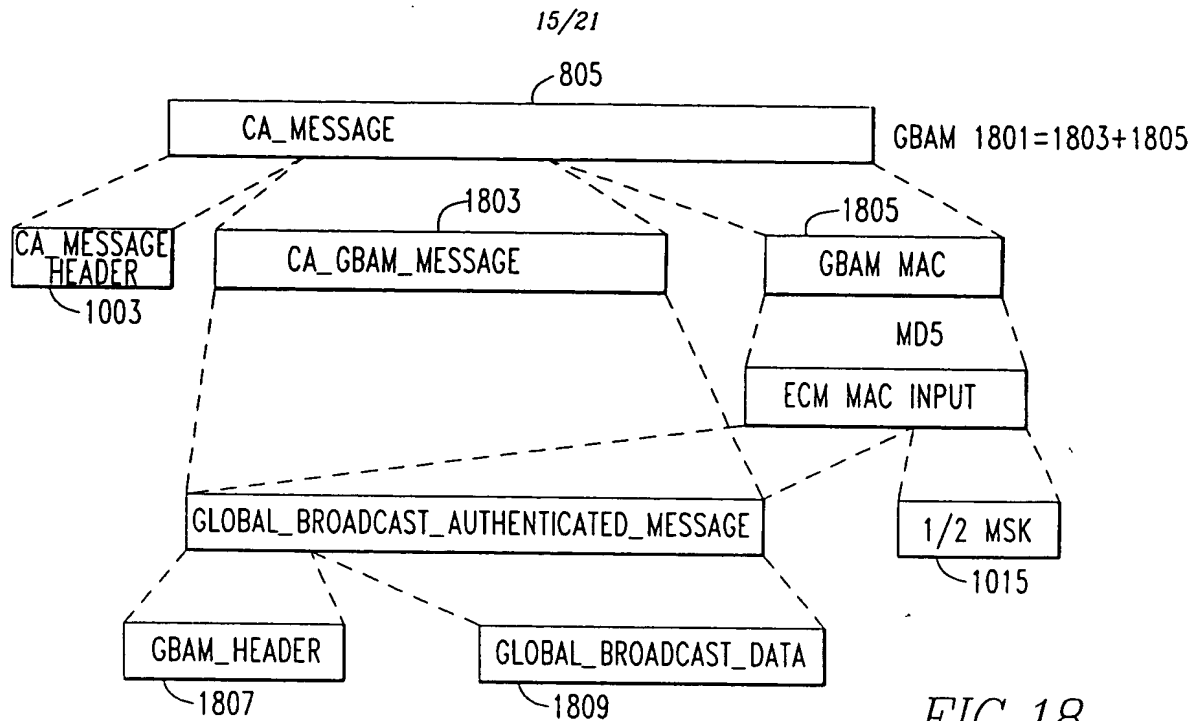 15/21
805
CA_MESSAGE
GBAM 1801=1803+1805
1803
1805
CA_MESSAGE
HEADER
CA_GBAM_MESSAGE
GBAM MAC
1003
MD5
ECM MAC INPUT
GLOBAL_BROADCAST_AUTHENTICATED_MESSAGE
1/2 MSK
1015
GBAM_HEADER
GLOBAL_BROADCAST_DATA
1807
1809
FIG. 18